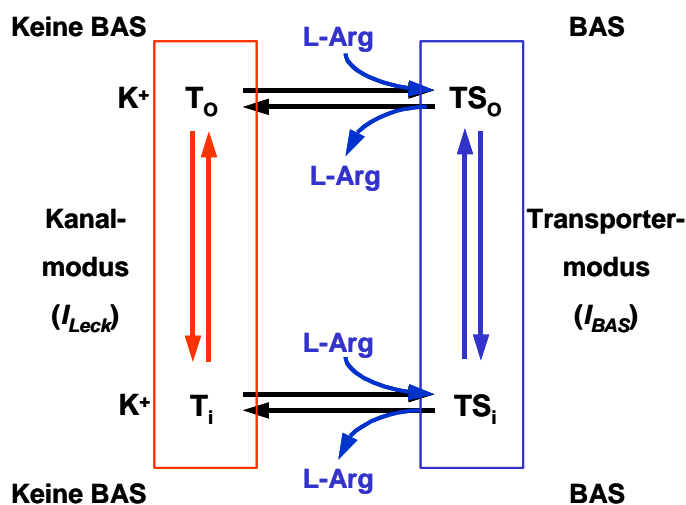 Keine BAS
L-Arg
BAS
K+
To
TSo
L-Arg
Kanal-
modus
(ILeck)
Transporter-
modus
(IBAS)
L-Arg
K+
Ti
TSi
L-Arg
Keine BAS
BAS